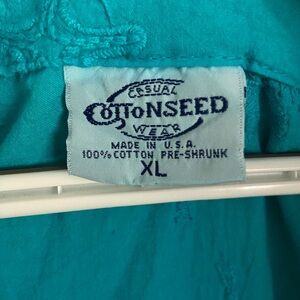 CASUAL
COTTONSEED
WEAR
MADE IN U.S.A.
100% COTTON PRE-SHRUNK
XL